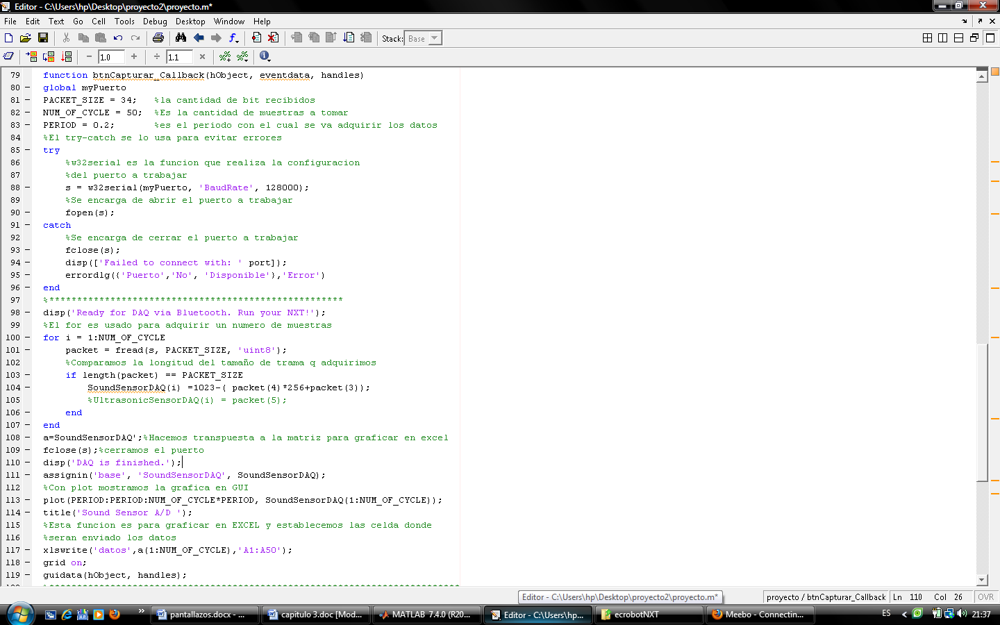 Editor - C:\Users\hp\Desktop\proyecto2\proyecto.m*
File Edit Text Go Cell Tools Debug Desktop Window Help
Stack: Base
− 1.0 + ÷ 1.1 ×
79 function btnCapturar_Callback(hObject, eventdata, handles)
80 − global myPuerto
81 − PACKET_SIZE = 34; %la cantidad de bit recibidos
82 − NUM_OF_CYCLE = 50; %Es la cantidad de muestras a tomar
83 − PERIOD = 0.2; %es el periodo con el cual se va adquirir los datos
84 %El try-catch se lo usa para evitar errores
85 − try
86 %w32serial es la funcion que realiza la configuracion
87 %del puerto a trabajar
88 − s = w32serial(myPuerto, 'BaudRate', 128000);
89 %Se encarga de abrir el puerto a trabajar
90 − fopen(s);
91 − catch
92 %Se encarga de cerrar el puerto a trabajar
93 − fclose(s);
94 − disp(['Failed to connect with: ' port]);
95 − errordlg({'Puerto','No', 'Disponible'},'Error')
96 − end
97 %****************************************************
98 − disp('Ready for DAQ via Bluetooth. Run your NXT!');
99 %El for es usado para adquirir un numero de muestras
100 − for i = 1:NUM_OF_CYCLE
101 − packet = fread(s, PACKET_SIZE, 'uint8');
102 %Comparamos la longitud del tamaño de trama q adquirimos
103 − if length(packet) == PACKET_SIZE
104 − SoundSensorDAQ(i) =1023-( packet(4)*256+packet(3));
105 %UltrasonicSensorDAQ(i) = packet(5);
106 − end
107 − end
108 − a=SoundSensorDAQ';%Hacemos transpuesta a la matriz para graficar en excel
109 − fclose(s);%cerramos el puerto
110 − disp('DAQ is finished.');
111 − assignin('base', 'SoundSensorDAQ', SoundSensorDAQ);
112 %Con plot mostramos la grafica en GUI
113 − plot(PERIOD:PERIOD:NUM_OF_CYCLE*PERIOD, SoundSensorDAQ(1:NUM_OF_CYCLE));
114 − title('Sound Sensor A/D ');
115 %Esta funcion es para graficar en EXCEL y establecemos las celda donde
116 %seran enviado los datos
117 − xlswrite('datos',a(1:NUM_OF_CYCLE),'A1:A50');
118 − grid on;
119 − guidata(hObject, handles);
Editor - C:\Users\hp\Desktop\proyecto2\proyecto.m*
proyecto / btnCapturar_Callback Ln 110 Col 26 OVR
» pantallazos.docx - ... capitulo 3.doc [Mod... MATLAB 7.4.0 (R20... Editor - C:\Users\hp... ecrobotNXT Meebo - Connectin... ES 21:37